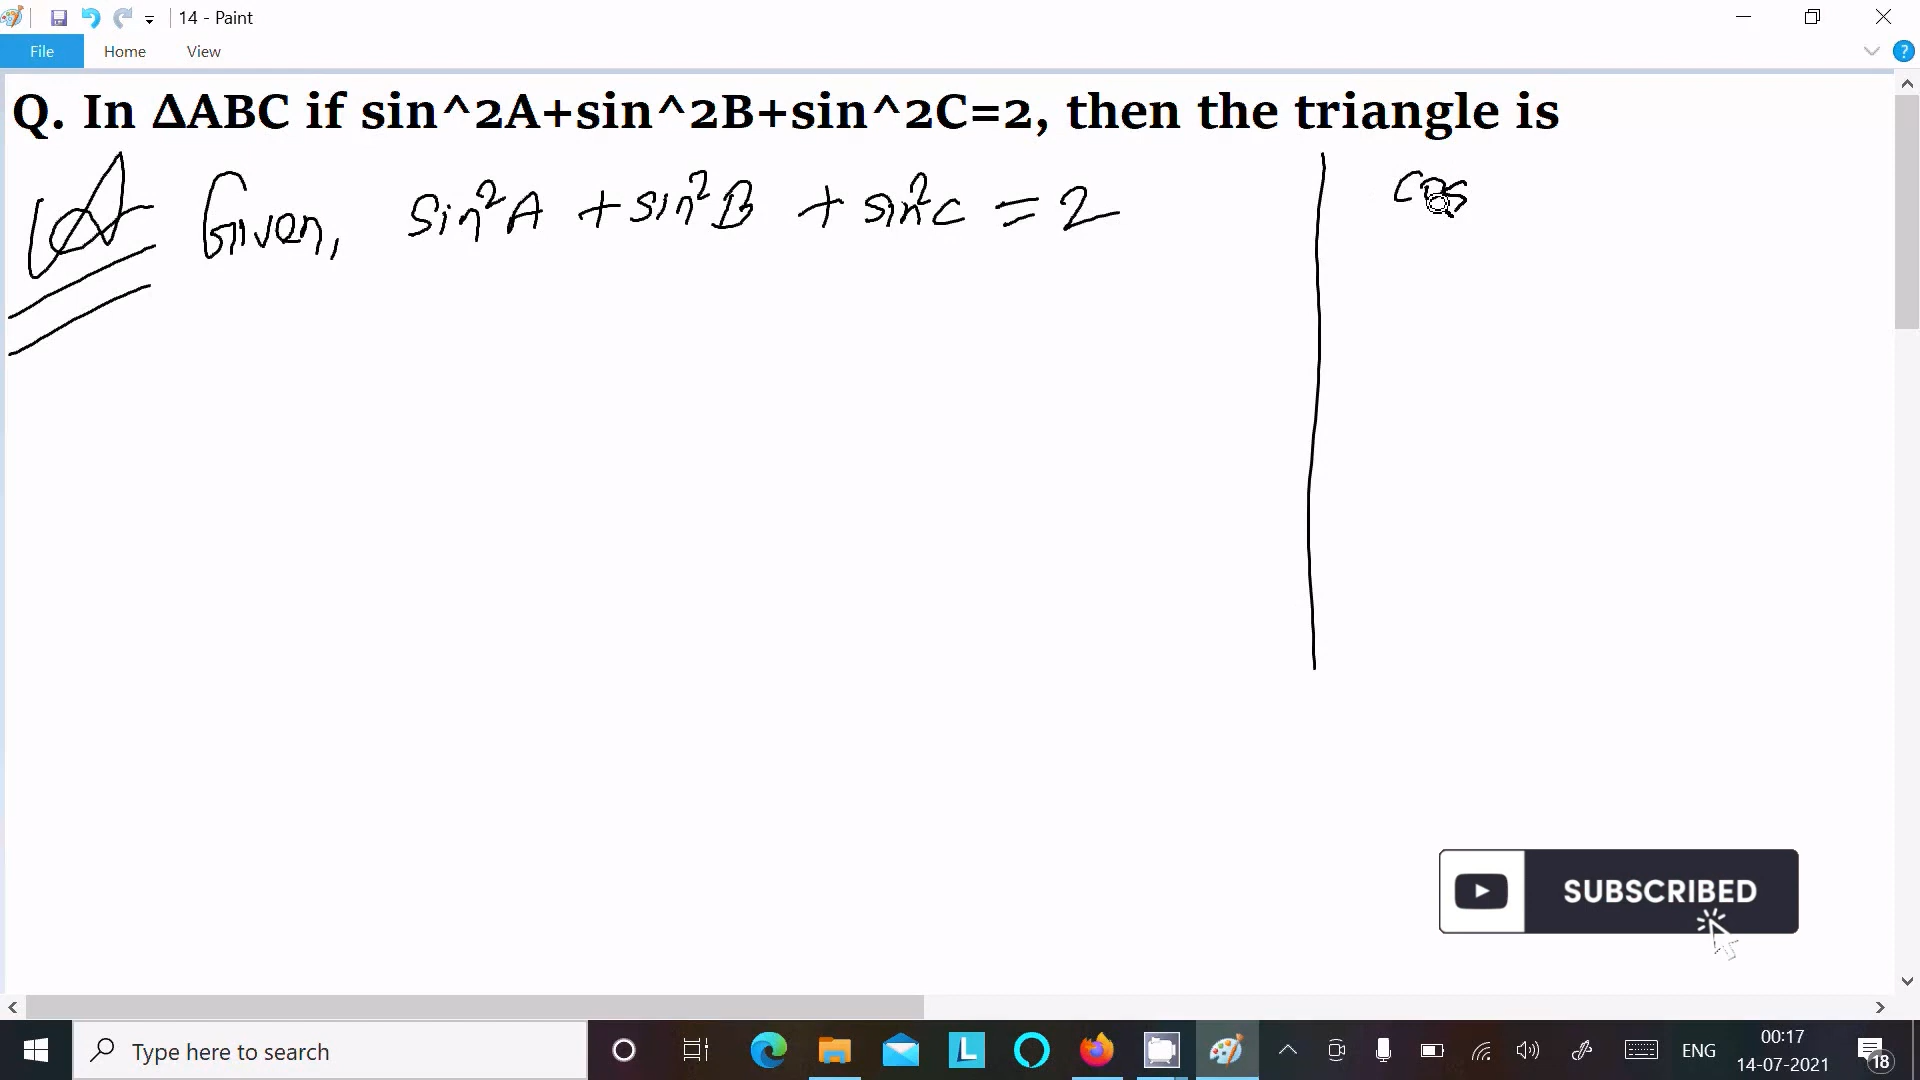 14 - Paint
File Home View
Q. In ΔABC if sin^2A+sin^2B+sin^2C=2, then the triangle is
Given, sin²A + sin²B + sin²C = 2
cos
SUBSCRIBED
Type here to search
L
ENG
00:17
14-07-2021
18